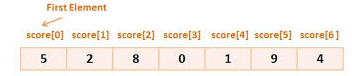 First Element
score[0] score[1] score[2] score[3] score[4] score[5] score[6 ]
5 2 8 0 1 9 4